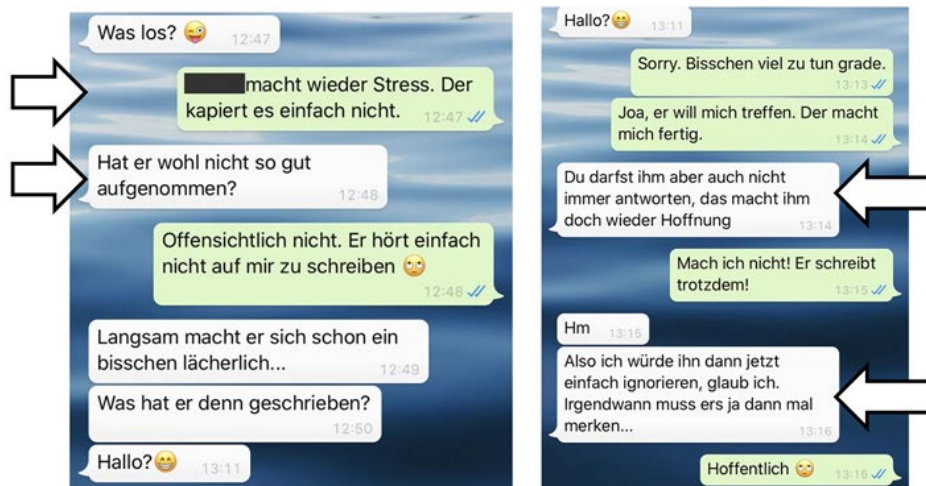 Was los? 😜 12:47
macht wieder Stress. Der
kapiert es einfach nicht. 12:47
Hat er wohl nicht so gut
aufgenommen? 12:48
Offensichtlich nicht. Er hört einfach
nicht auf mir zu schreiben 🙄
12:48
Langsam macht er sich schon ein
bisschen lächerlich... 12:49
Was hat er denn geschrieben?
12:50
Hallo?😁 13:11
Hallo?😁 13:11
Sorry. Bisschen viel zu tun grade.
13:13
Joa, er will mich treffen. Der macht
mich fertig. 13:14
Du darfst ihm aber auch nicht
immer antworten, das macht ihm
doch wieder Hoffnung 13:14
Mach ich nicht! Er schreibt
trotzdem! 13:15
Hm 13:15
Also ich würde ihn dann jetzt
einfach ignorieren, glaub ich.
Irgendwann muss ers ja dann mal
merken... 13:16
Hoffentlich 🙄 13:16